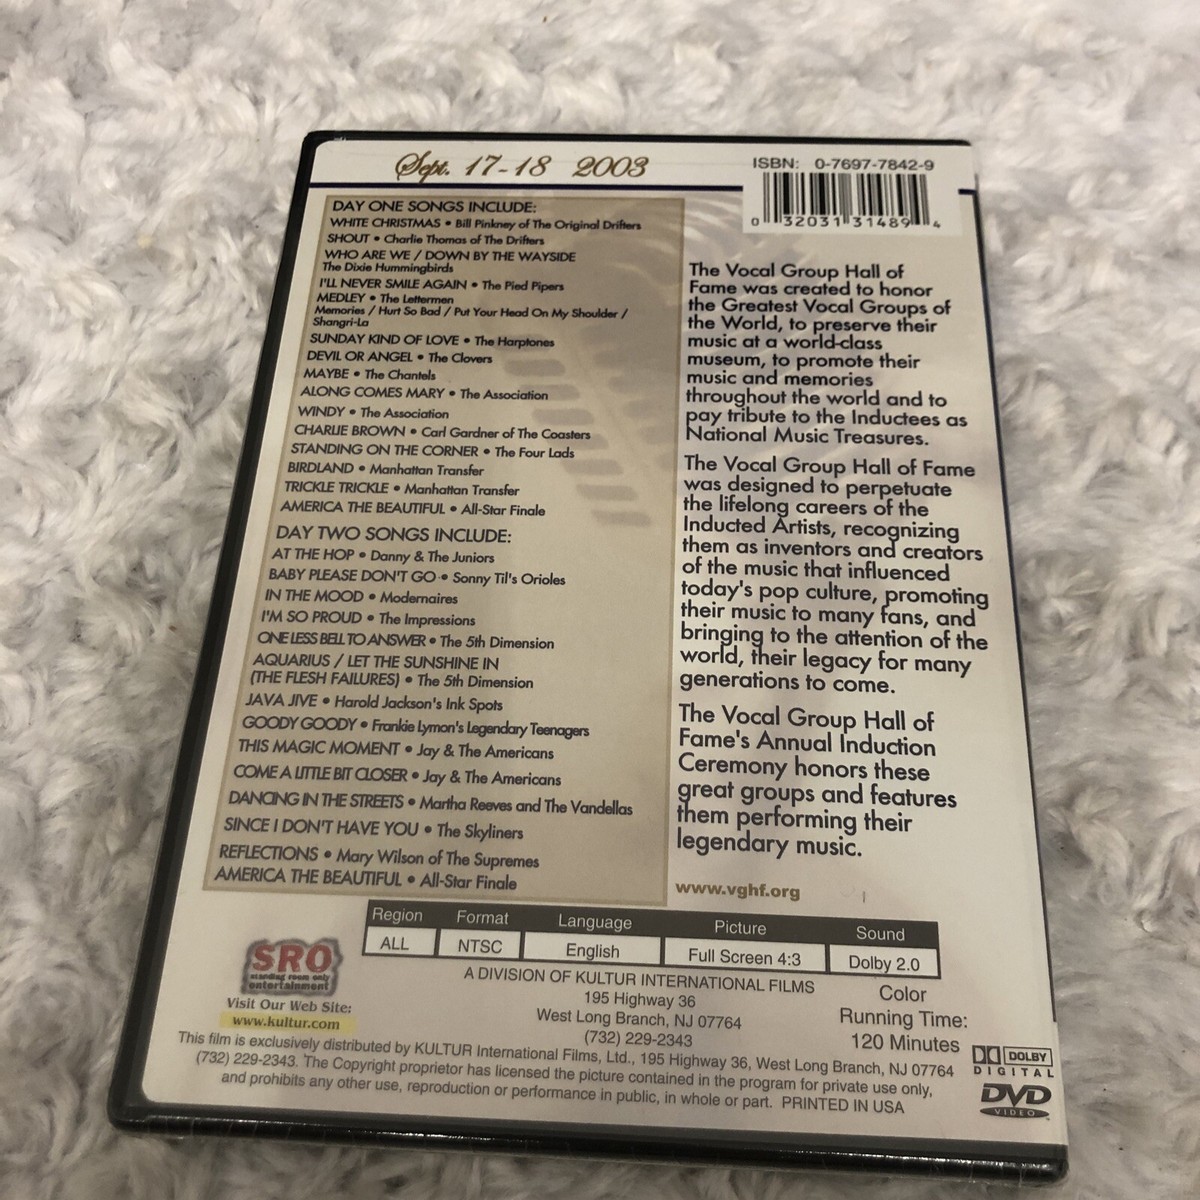 Sept. 17-18 2003
ISBN: 0-7697-7842-9
0 32031 31489 4
DAY ONE SONGS INCLUDE:
WHITE CHRISTMAS • Bill Pinkney of The Original Drifters
SHOUT • Charlie Thomas of The Drifters
WHO ARE WE / DOWN BY THE WAYSIDE
The Dixie Hummingbirds
I'LL NEVER SMILE AGAIN • The Pied Pipers
MEDLEY • The Lettermen
Memories / Hurt So Bad / Put Your Head On My Shoulder /
Shangri-La
SUNDAY KIND OF LOVE • The Harptones
DEVIL OR ANGEL • The Clovers
MAYBE • The Chantels
ALONG COMES MARY • The Association
WINDY • The Association
CHARLIE BROWN • Carl Gardner of The Coasters
STANDING ON THE CORNER • The Four Lads
BIRDLAND • Manhattan Transfer
TRICKLE TRICKLE • Manhattan Transfer
AMERICA THE BEAUTIFUL • All-Star Finale
DAY TWO SONGS INCLUDE:
AT THE HOP • Danny & The Juniors
BABY PLEASE DON'T GO • Sonny Til's Orioles
IN THE MOOD • Modernaires
I'M SO PROUD • The Impressions
ONE LESS BELL TO ANSWER • The 5th Dimension
AQUARIUS / LET THE SUNSHINE IN
(THE FLESH FAILURES) • The 5th Dimension
JAVA JIVE • Harold Jackson's Ink Spots
GOODY GOODY • Frankie Lymon's Legendary Teenagers
THIS MAGIC MOMENT • Jay & The Americans
COME A LITTLE BIT CLOSER • Jay & The Americans
DANCING IN THE STREETS • Martha Reeves and The Vandellas
SINCE I DON'T HAVE YOU • The Skyliners
REFLECTIONS • Mary Wilson of The Supremes
AMERICA THE BEAUTIFUL • All-Star Finale
The Vocal Group Hall of
Fame was created to honor
the Greatest Vocal Groups of
the World, to preserve their
music at a world-class
museum, to promote their
music and memories
throughout the world and to
pay tribute to the Inductees as
National Music Treasures.
The Vocal Group Hall of Fame
was designed to perpetuate
the lifelong careers of the
Inducted Artists, recognizing
them as inventors and creators
of the music that influenced
today's pop culture, promoting
their music to many fans, and
bringing to the attention of the
world, their legacy for many
generations to come.
The Vocal Group Hall of
Fame's Annual Induction
Ceremony honors these
great groups and features
them performing their
legendary music.
www.vghf.org
Region Format Language Picture Sound
ALL NTSC English Full Screen 4:3 Dolby 2.0
SRO
standing room only
entertainment
Visit Our Web Site:
www.kultur.com
A DIVISION OF KULTUR INTERNATIONAL FILMS
195 Highway 36
West Long Branch, NJ 07764
(732) 229-2343
Color
Running Time:
120 Minutes
This film is exclusively distributed by KULTUR International Films, Ltd., 195 Highway 36, West Long Branch, NJ 07764
(732) 229-2343. The Copyright proprietor has licensed the picture contained in the program for private use only,
and prohibits any other use, reproduction or performance in public, in whole or part. PRINTED IN USA
DOLBY
DIGITAL
DVD
VIDEO